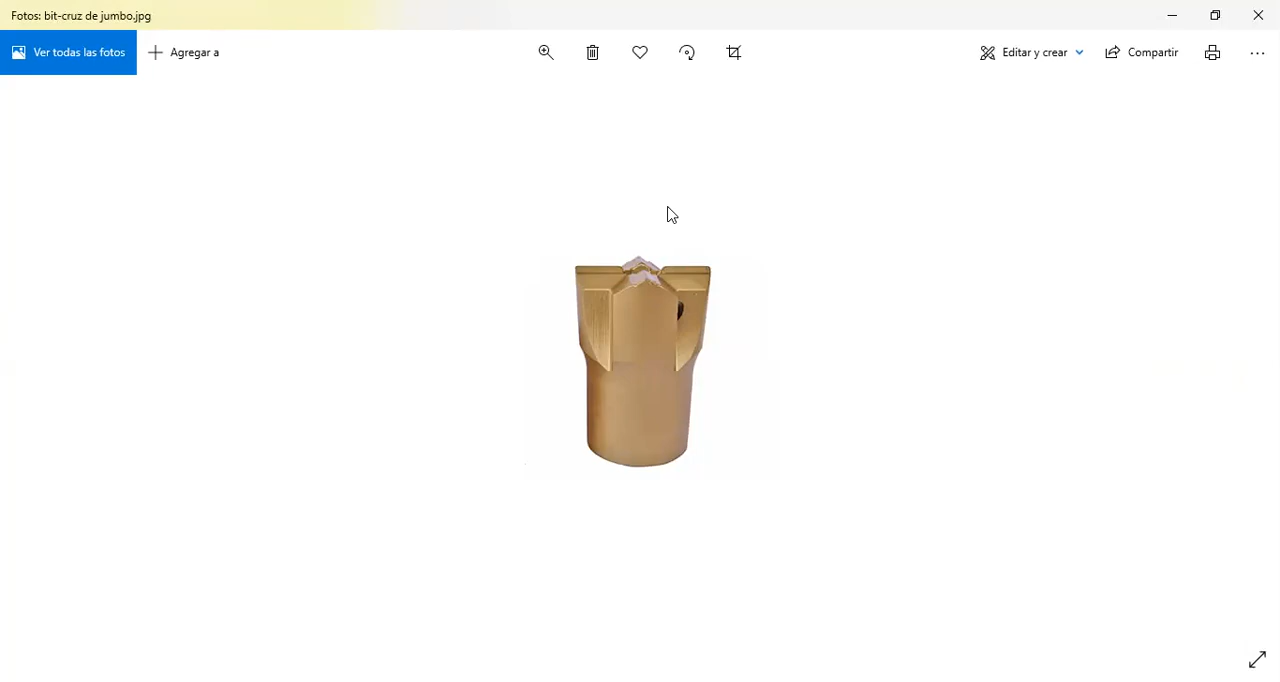 Fotos: bit-cruz de jumbo.jpg
Ver todas las fotos
Agregar a
Editar y crear
Compartir